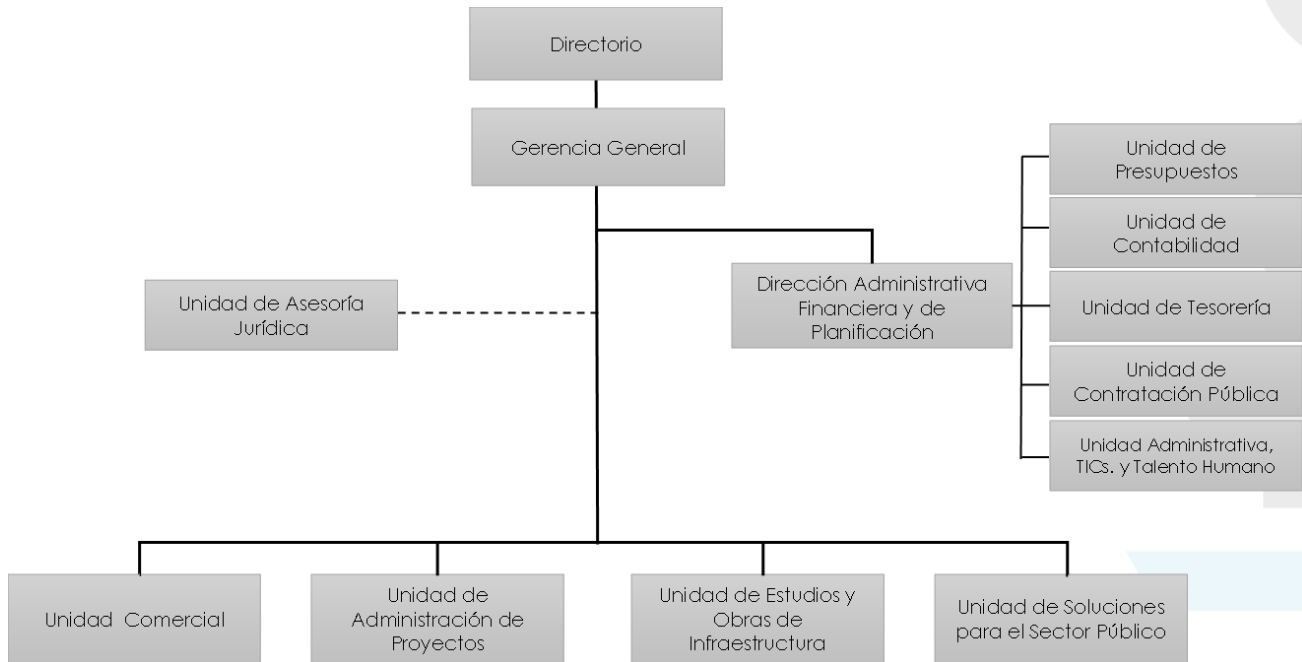 Directorio
Gerencia General
Unidad de
Presupuestos
Unidad de
Contabilidad
Unidad de Asesoría
Jurídica
Dirección Administrativa
Financiera y de
Planificación
Unidad de Tesorería
Unidad de
Contratación Pública
Unidad Administrativa,
TICs. y Talento Humano
Unidad Comercial
Unidad de
Administración de
Proyectos
Unidad de Estudios y
Obras de
Infraestructura
Unidad de Soluciones
para el Sector Público